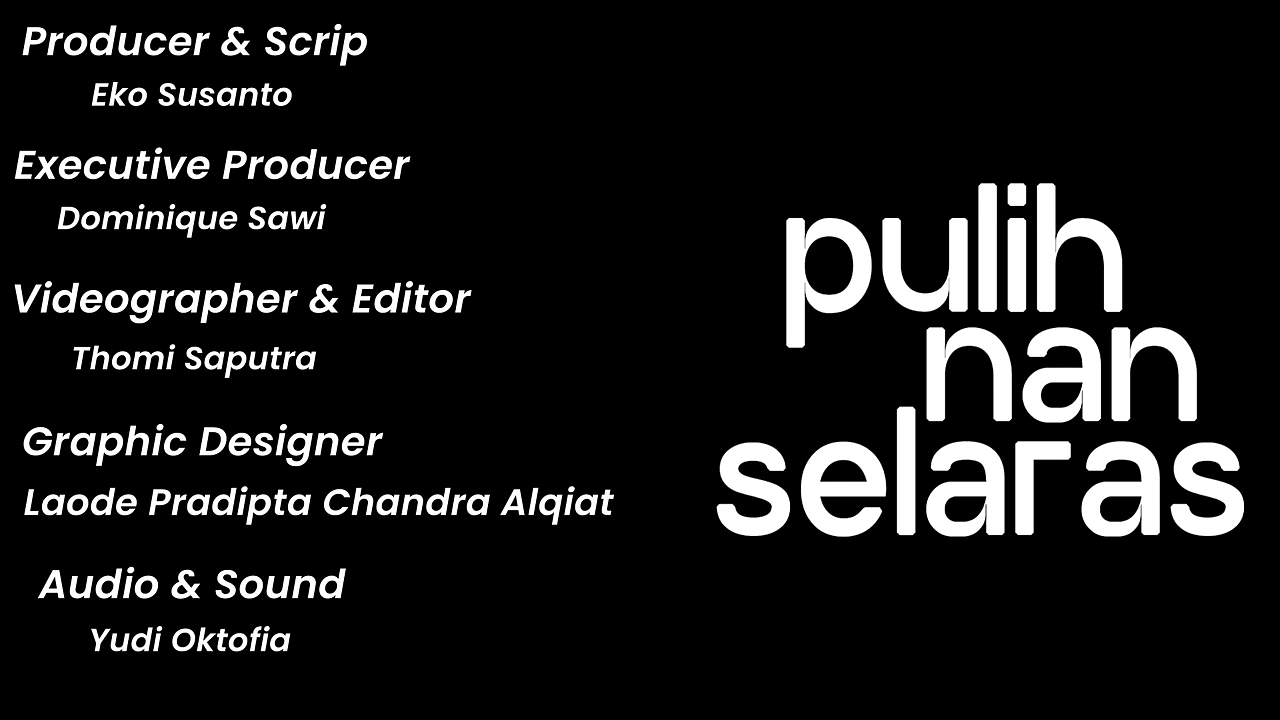 Producer & Scrip
Eko Susanto
Executive Producer
Dominique Sawi
Videographer & Editor
Thomi Saputra
Graphic Designer
Laode Pradipta Chandra Alqiat
Audio & Sound
Yudi Oktofia
pulih
nan
selaras